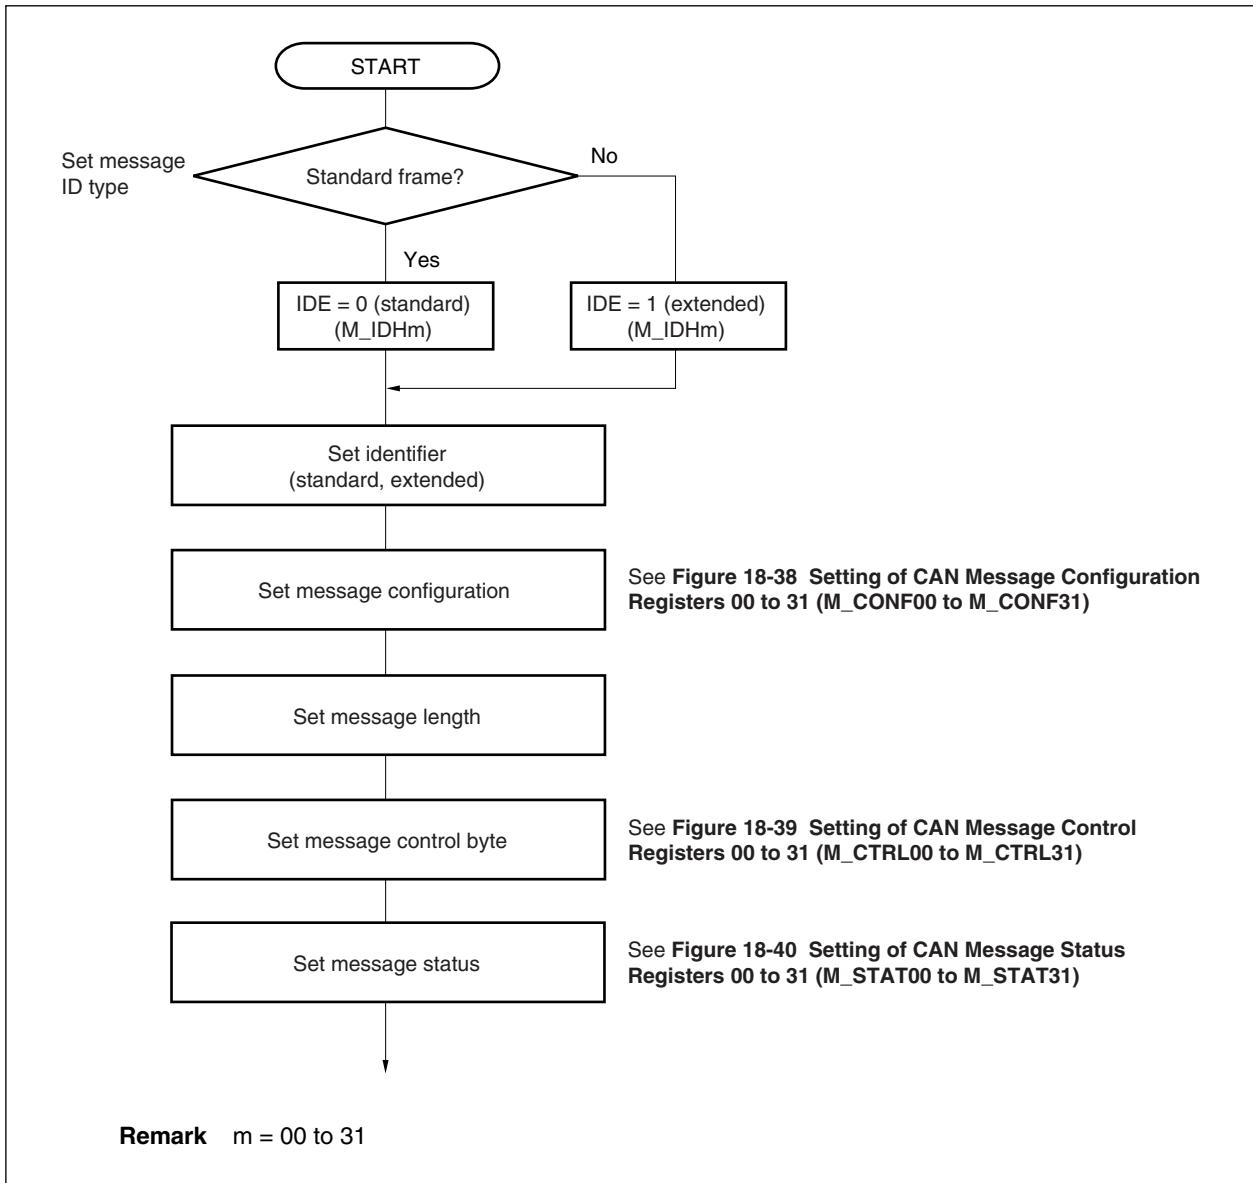 START
Set message
ID type
Standard frame?
No
Yes
IDE = 0 (standard)
(M_IDHm)
IDE = 1 (extended)
(M_IDHm)
Set identifier
(standard, extended)
Set message configuration
See Figure 18-38 Setting of CAN Message Configuration
Registers 00 to 31 (M_CONF00 to M_CONF31)
Set message length
Set message control byte
See Figure 18-39 Setting of CAN Message Control
Registers 00 to 31 (M_CTRL00 to M_CTRL31)
Set message status
See Figure 18-40 Setting of CAN Message Status
Registers 00 to 31 (M_STAT00 to M_STAT31)
Remark m = 00 to 31